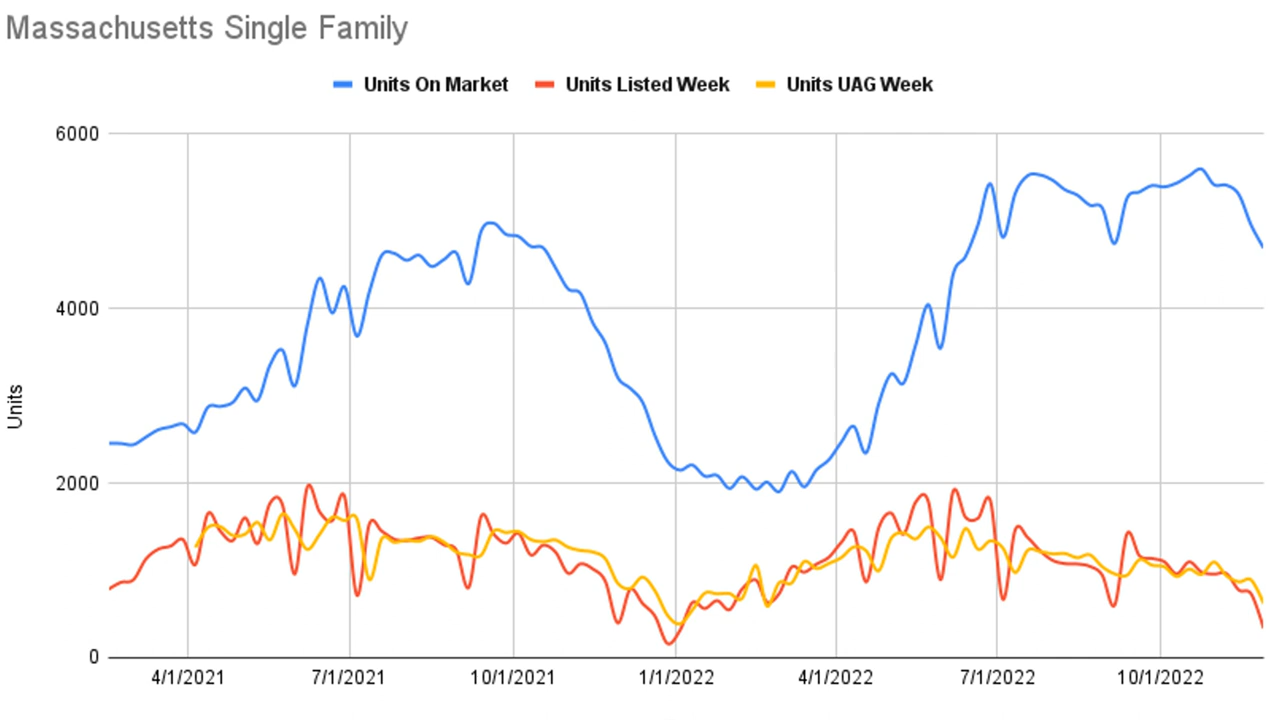 Massachusetts Single Family
Units On Market Units Listed Week Units UAG Week
6000
4000
2000
0
Units
4/1/2021 7/1/2021 10/1/2021 1/1/2022 4/1/2022 7/1/2022 10/1/2022